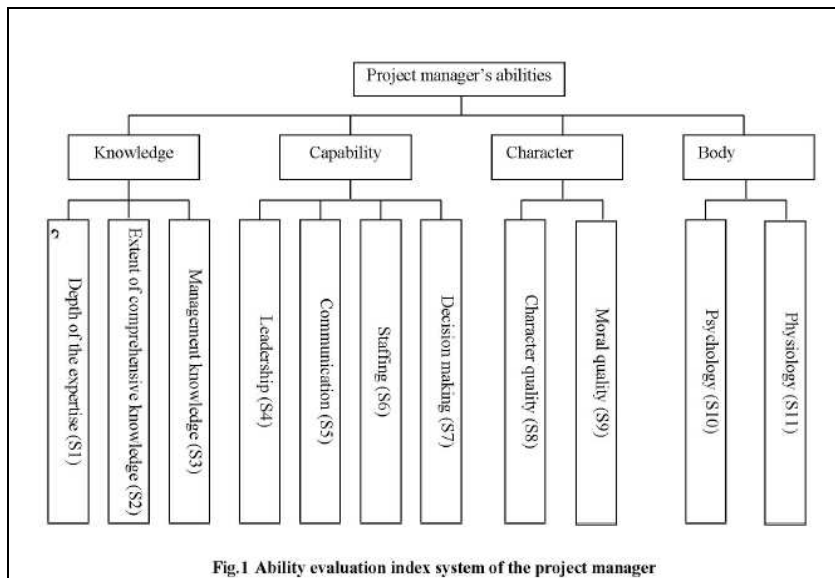 Project manager's abilities
Knowledge
Capability
Character
Body
Depth of the expertise (S1)
Extent of comprehensive knowledge (S2)
Management knowledge (S3)
Leadership (S4)
Communication (S5)
Staffing (S6)
Decision making (S7)
Character quality (S8)
Moral quality (S9)
Psychology (S10)
Physiology (S11)
Fig.1 Ability evaluation index system of the project manager